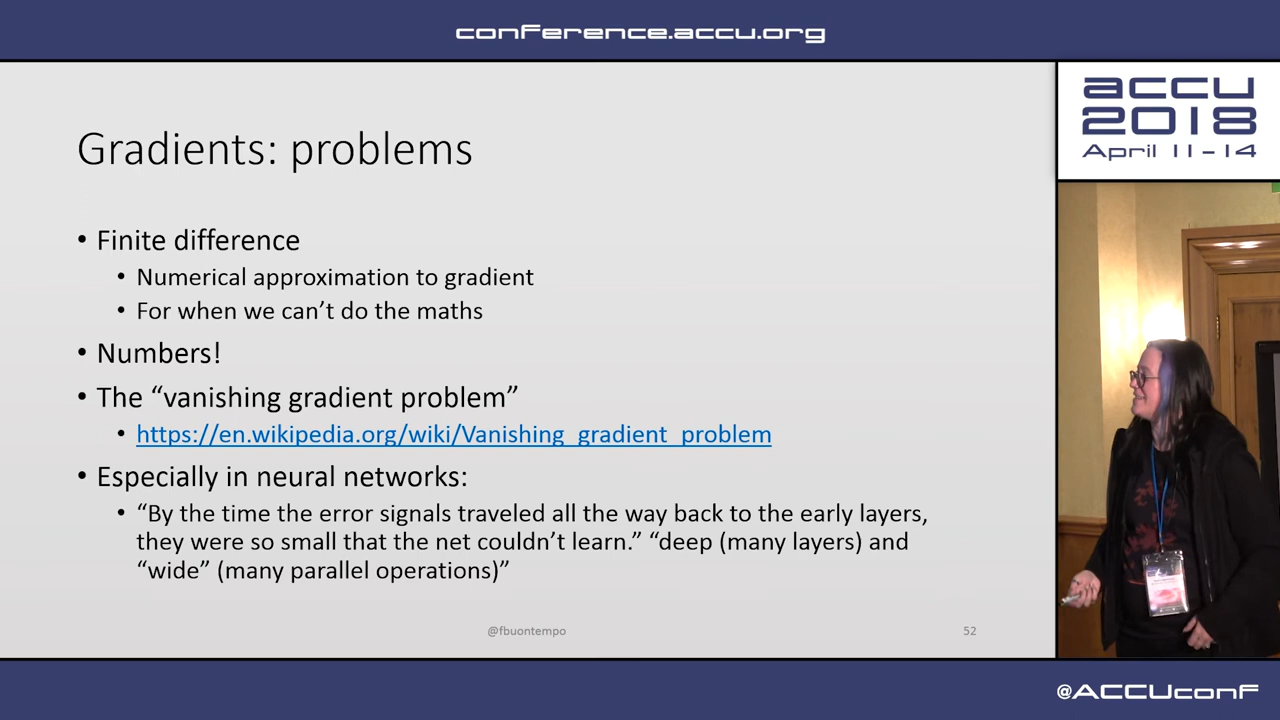 conference.accu.org
accu
2018
April 11-14
Gradients: problems
• Finite difference
• Numerical approximation to gradient
• For when we can’t do the maths
• Numbers!
• The “vanishing gradient problem”
• https://en.wikipedia.org/wiki/Vanishing_gradient_problem
• Especially in neural networks:
• “By the time the error signals traveled all the way back to the early layers,
they were so small that the net couldn’t learn.” “deep (many layers) and
“wide” (many parallel operations)”
@fbuontempo
52
@ACCUconf